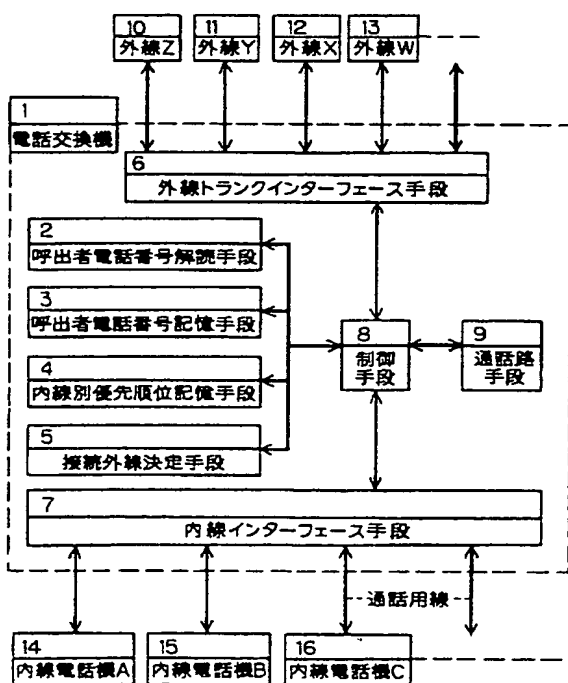 10
外線Z
11
外線Y
12
外線X
13
外線W
1
電話交換機
6
外線トランクインターフェース手段
2
呼出者電話番号解読手段
3
呼出者電話番号記憶手段
4
内線別優先順位記憶手段
5
接続外線決定手段
8
制御
手段
9
通話路
手段
7
内線インターフェース手段
通話用線
14
内線電話機A
15
内線電話機B
16
内線電話機C